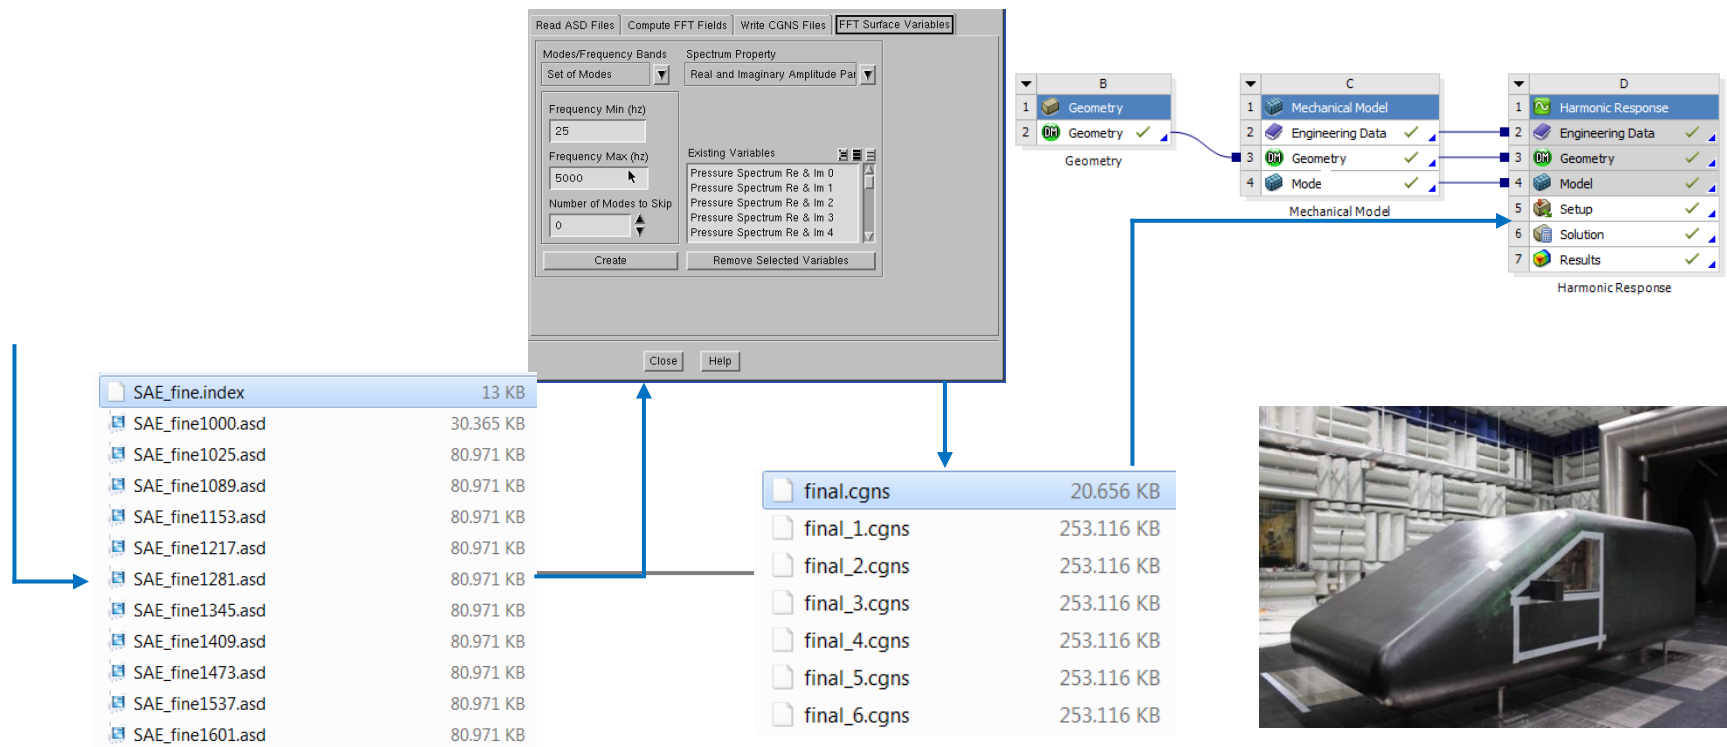 Read ASD Files Compute FFT Fields Write CGNS Files FFT Surface Variables
Modes/Frequency Bands Spectrum Property
Set of Modes Real and Imaginary Amplitude Par
Frequency Min (hz)
25
Frequency Max (hz)
5000
Number of Modes to Skip
0
Existing Variables
Pressure Spectrum Re & Im 0
Pressure Spectrum Re & Im 1
Pressure Spectrum Re & Im 2
Pressure Spectrum Re & Im 3
Pressure Spectrum Re & Im 4
Create Remove Selected Variables
Close Help
B
1 Geometry
2 DM Geometry
Geometry
C
1 Mechanical Model
2 Engineering Data
3 DM Geometry
4 Mode
Mechanical Model
D
1 Harmonic Response
2 Engineering Data
3 DM Geometry
4 Model
5 Setup
6 Solution
7 Results
Harmonic Response
SAE_fine.index 13 KB
SAE_fine1000.asd 30.365 KB
SAE_fine1025.asd 80.971 KB
SAE_fine1089.asd 80.971 KB
SAE_fine1153.asd 80.971 KB
SAE_fine1217.asd 80.971 KB
SAE_fine1281.asd 80.971 KB
SAE_fine1345.asd 80.971 KB
SAE_fine1409.asd 80.971 KB
SAE_fine1473.asd 80.971 KB
SAE_fine1537.asd 80.971 KB
SAE_fine1601.asd 80.971 KB
final.cgns 20.656 KB
final_1.cgns 253.116 KB
final_2.cgns 253.116 KB
final_3.cgns 253.116 KB
final_4.cgns 253.116 KB
final_5.cgns 253.116 KB
final_6.cgns 253.116 KB